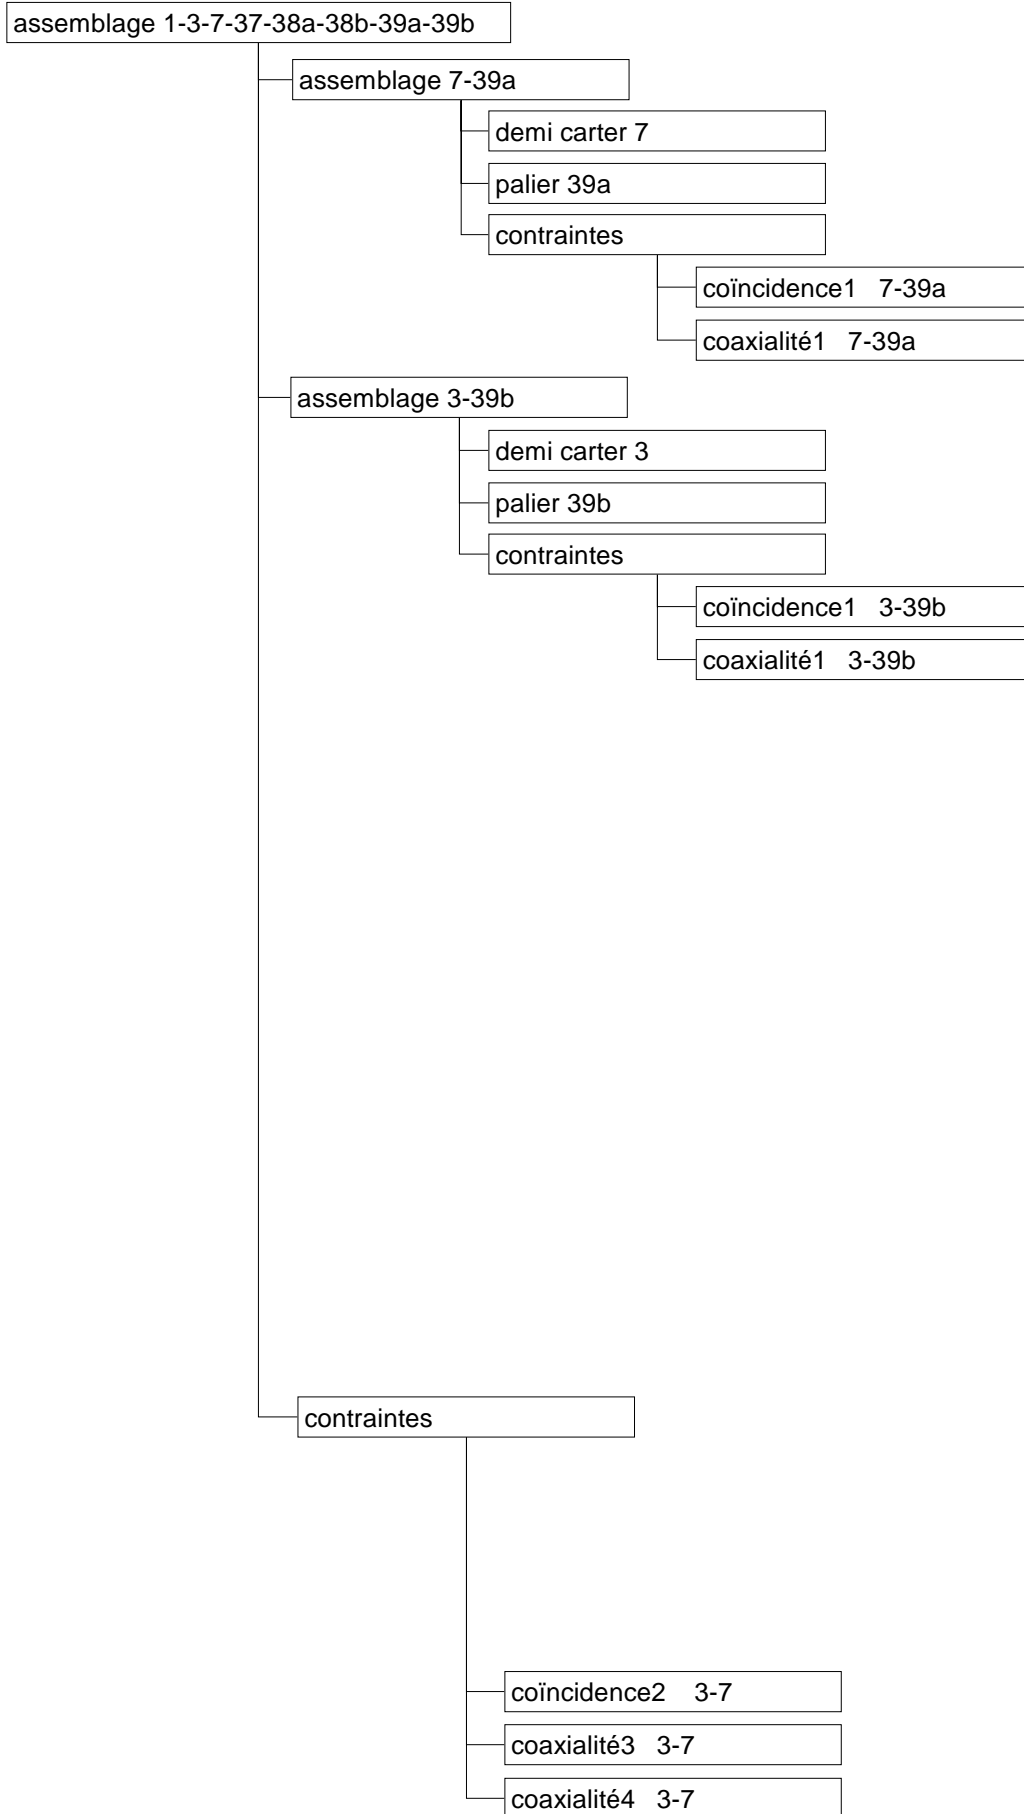 assemblage 1-3-7-37-38a-38b-39a-39b
assemblage 7-39a
demi carter 7
palier 39a
contraintes
coïncidence1 7-39a
coaxialité1 7-39a
assemblage 3-39b
demi carter 3
palier 39b
contraintes
coïncidence1 3-39b
coaxialité1 3-39b
contraintes
coïncidence2 3-7
coaxialité3 3-7
coaxialité4 3-7